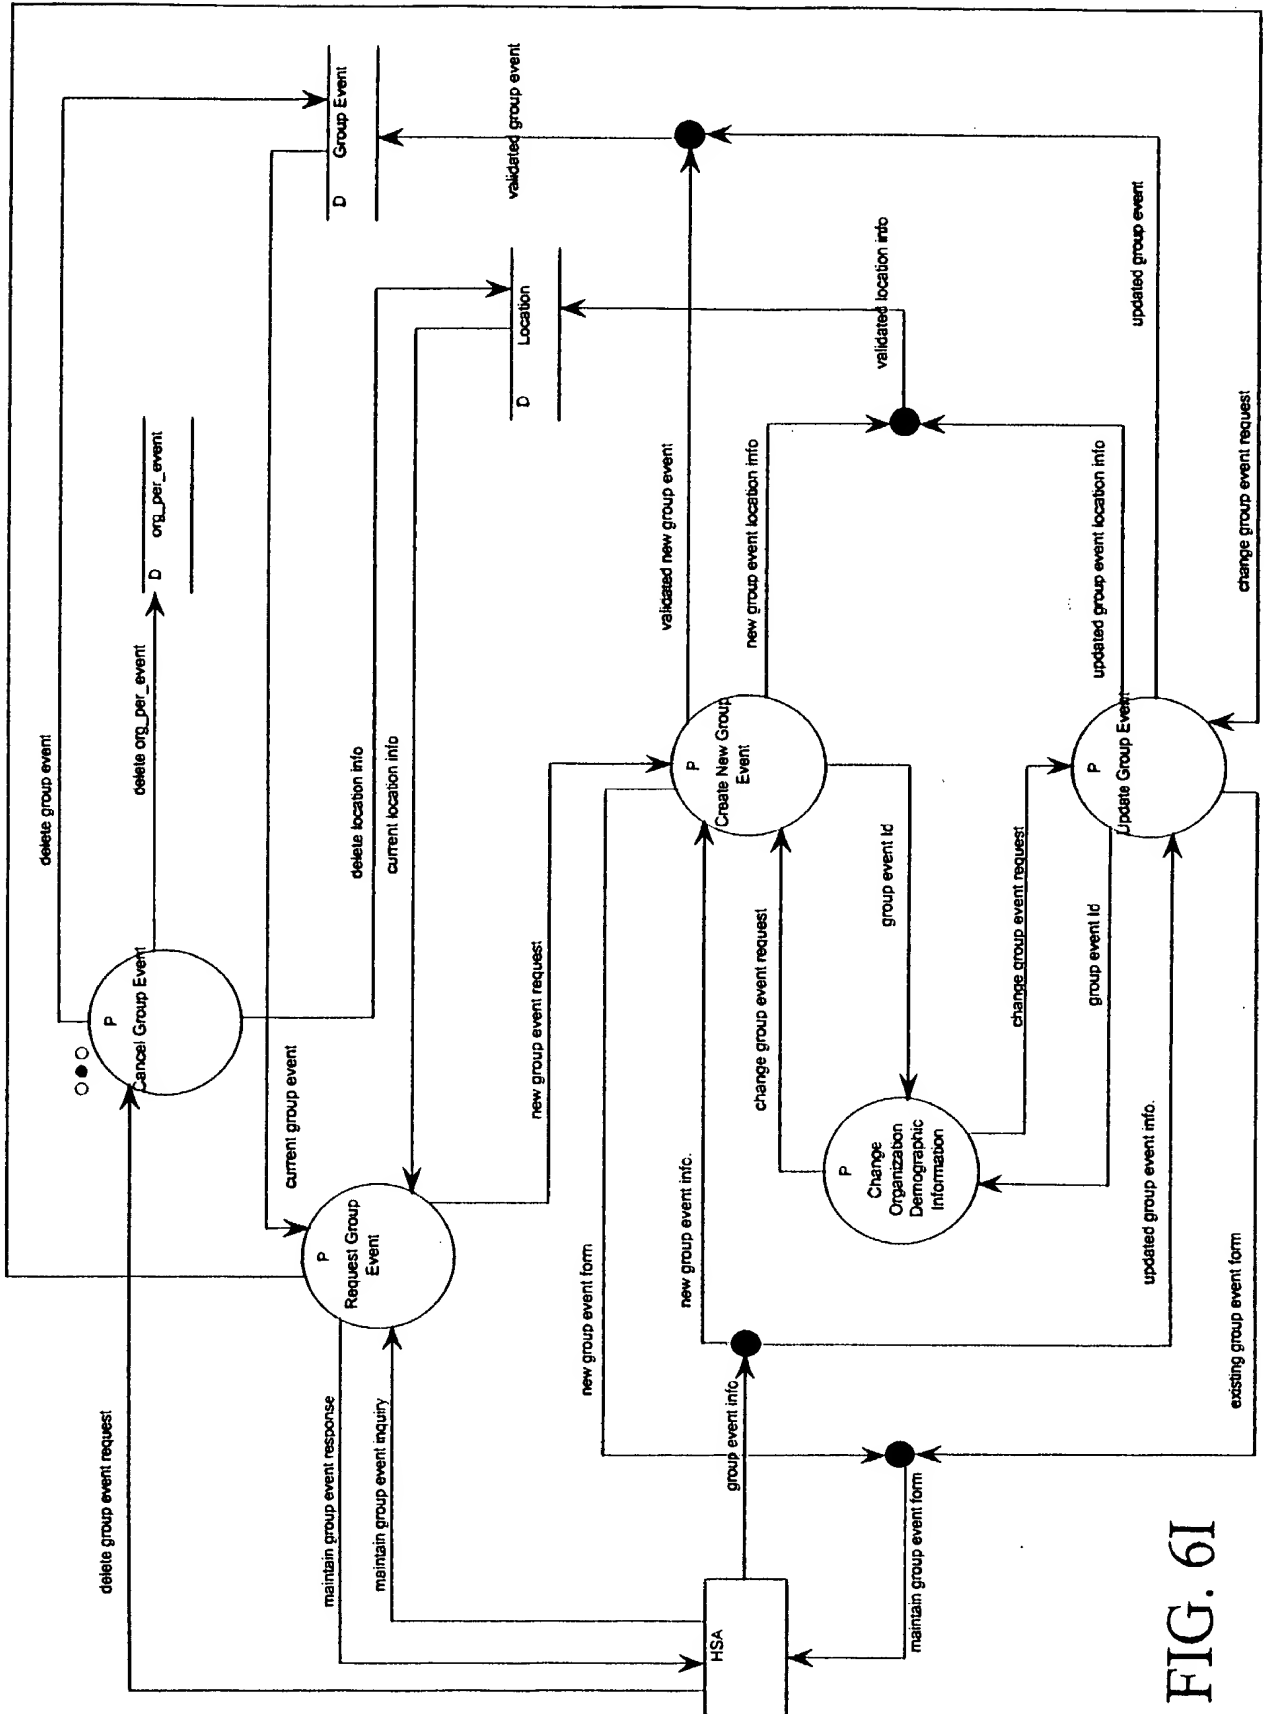 delete group event request
maintain group event response
maintain group event inquiry
HSA
group event info
maintain group event form
new group event form
existing group event form
new group event info.
updated group event info.
P
Request Group
Event
current group event
new group event request
P
Cancel Group Event
delete group event
delete org_per_event
delete location info
current location info
D org_per_event
D Location
D Group Event
validated group event
validated location info
validated new group event
new group event location info
updated group event location info
updated group event
change group event request
P
Create New Group
Event
P
Update Group Event
P
Change
Organization
Demographic
Information
change group event request
group event Id
change group event request
group event Id
FIG. 6I